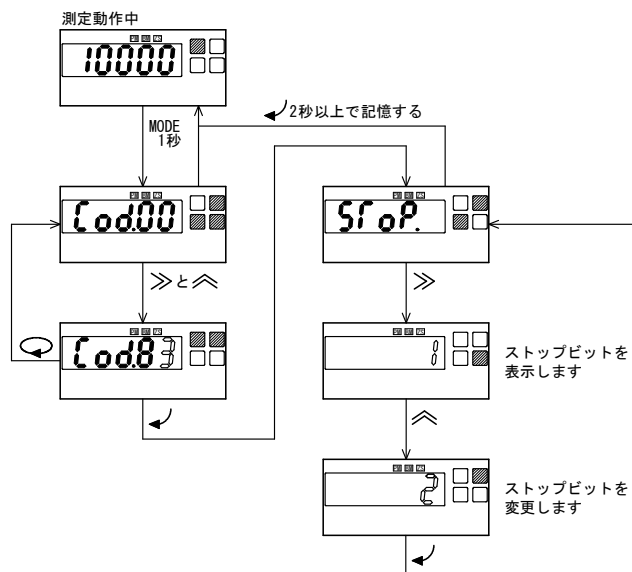 測定動作中
10000
MODE
1秒
2秒以上で記憶する
Cod.00
SToP.
≫と︽
≫
Cod.83
1
ストップビットを
表示します
︽
2
ストップビットを
変更します